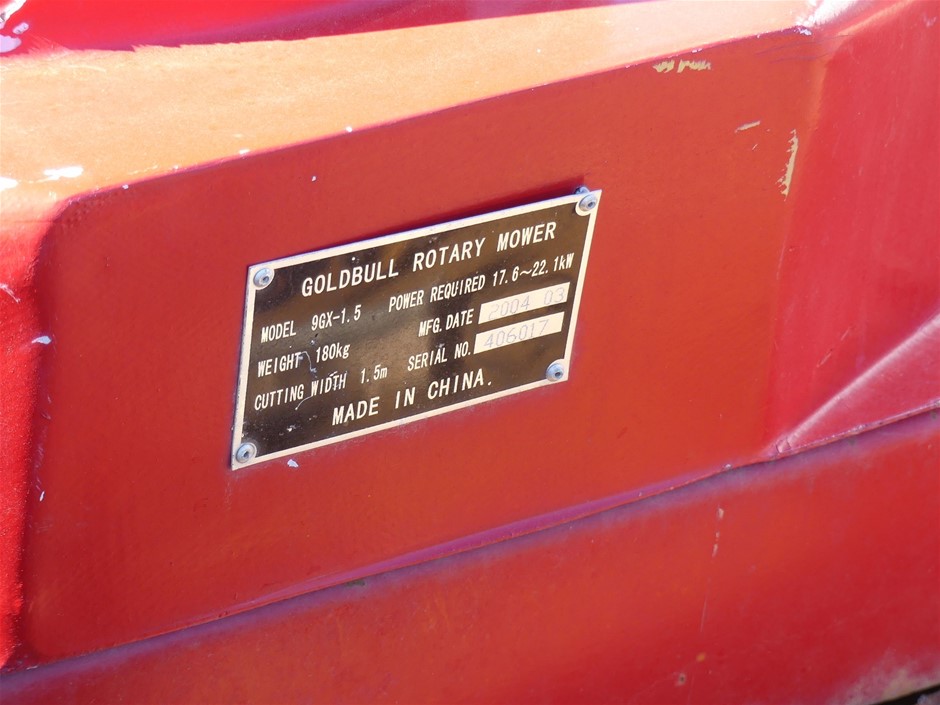 GOLDBULL ROTARY MOWER
MODEL 9GX-1.5 POWER REQUIRED 17.6~22.1kW
WEIGHT 180kg MFG. DATE 2004 03
CUTTING WIDTH 1.5m SERIAL NO. 406017
MADE IN CHINA.